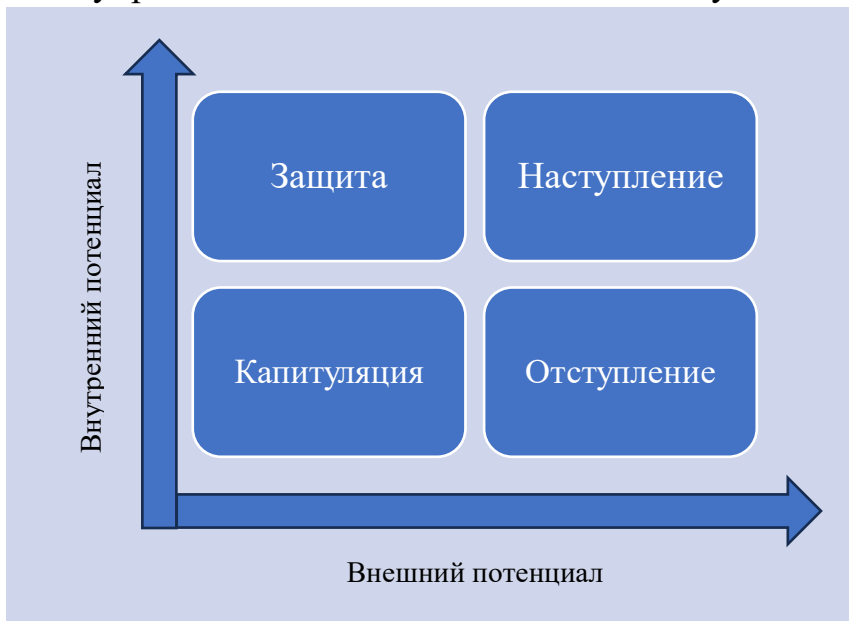 Защита
Наступление
Внутренний потенциал
Капитуляция
Отступление
Внешний потенциал